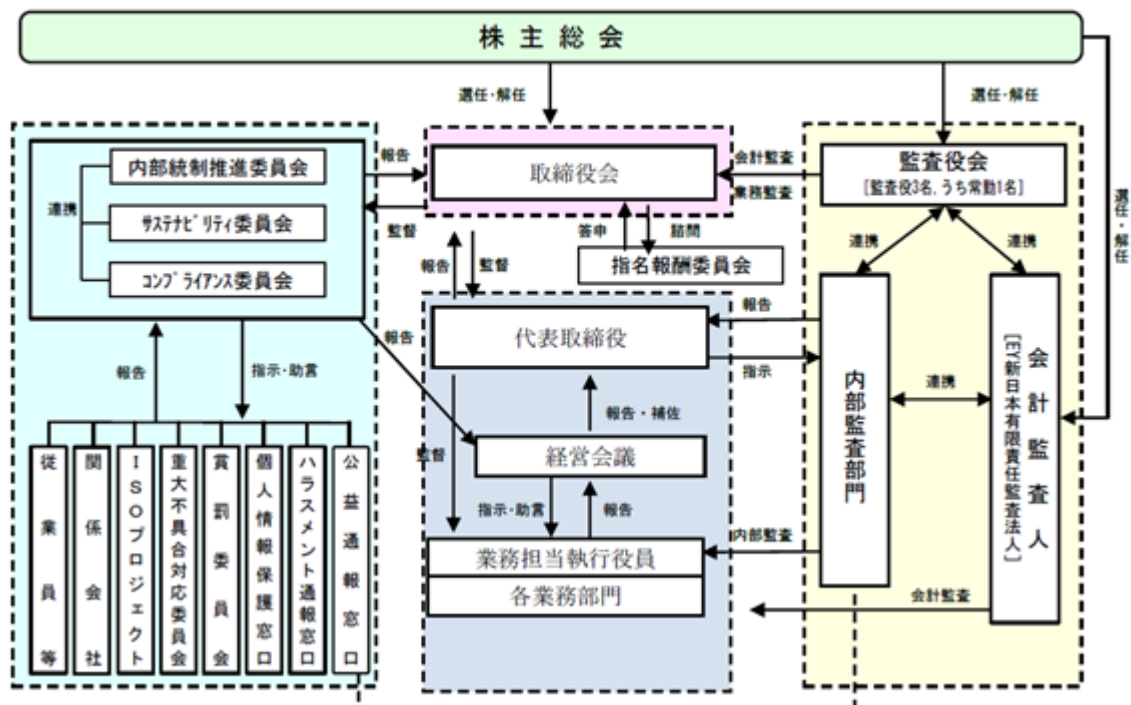 株主総会
選任・解任
選任・解任
選任・解任
内部統制推進委員会
サステナビリティ委員会
コンプライアンス委員会
連携
報告
監督
取締役会
会計監査
業務監査
監査役会
[監査役3名，うち常勤1名]
答申
諮問
指名報酬委員会
報告
監督
連携
連携
代表取締役
報告
指示
報告
報告
指示・助言
報告・補佐
監督
経営会議
指示・助言
報告
内部監査
業務担当執行役員
各業務部門
内部監査部門
連携
会計監査人
[EY新日本有限責任監査法人]
会計監査
従業員等
関係会社
ISOプロジェクト
重大不具合対応委員会
賞罰委員会
個人情報保護窓口
ハラスメント通報窓口
公益通報窓口